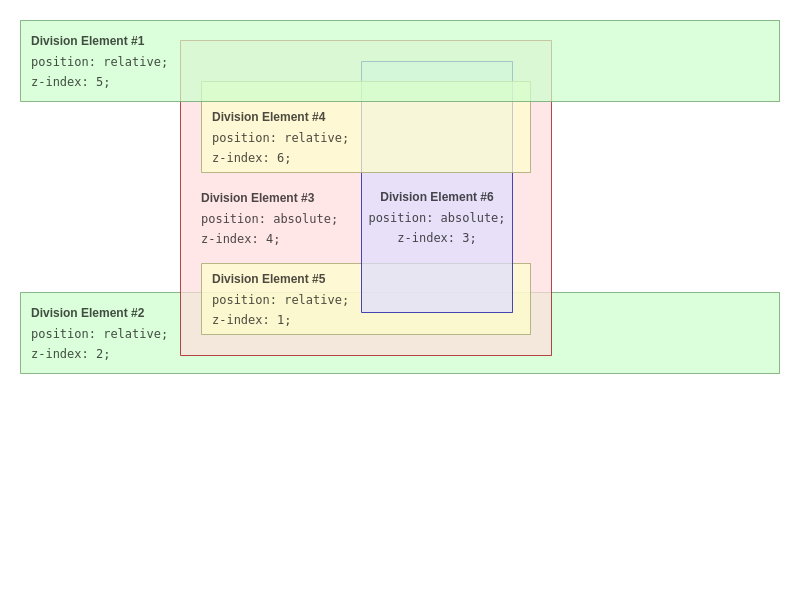 Division Element #1
position: relative;
z-index: 5;
Division Element #4
position: relative;
z-index: 6;
Division Element #3
position: absolute;
z-index: 4;
Division Element #6
position: absolute;
z-index: 3;
Division Element #5
position: relative;
z-index: 1;
Division Element #2
position: relative;
z-index: 2;